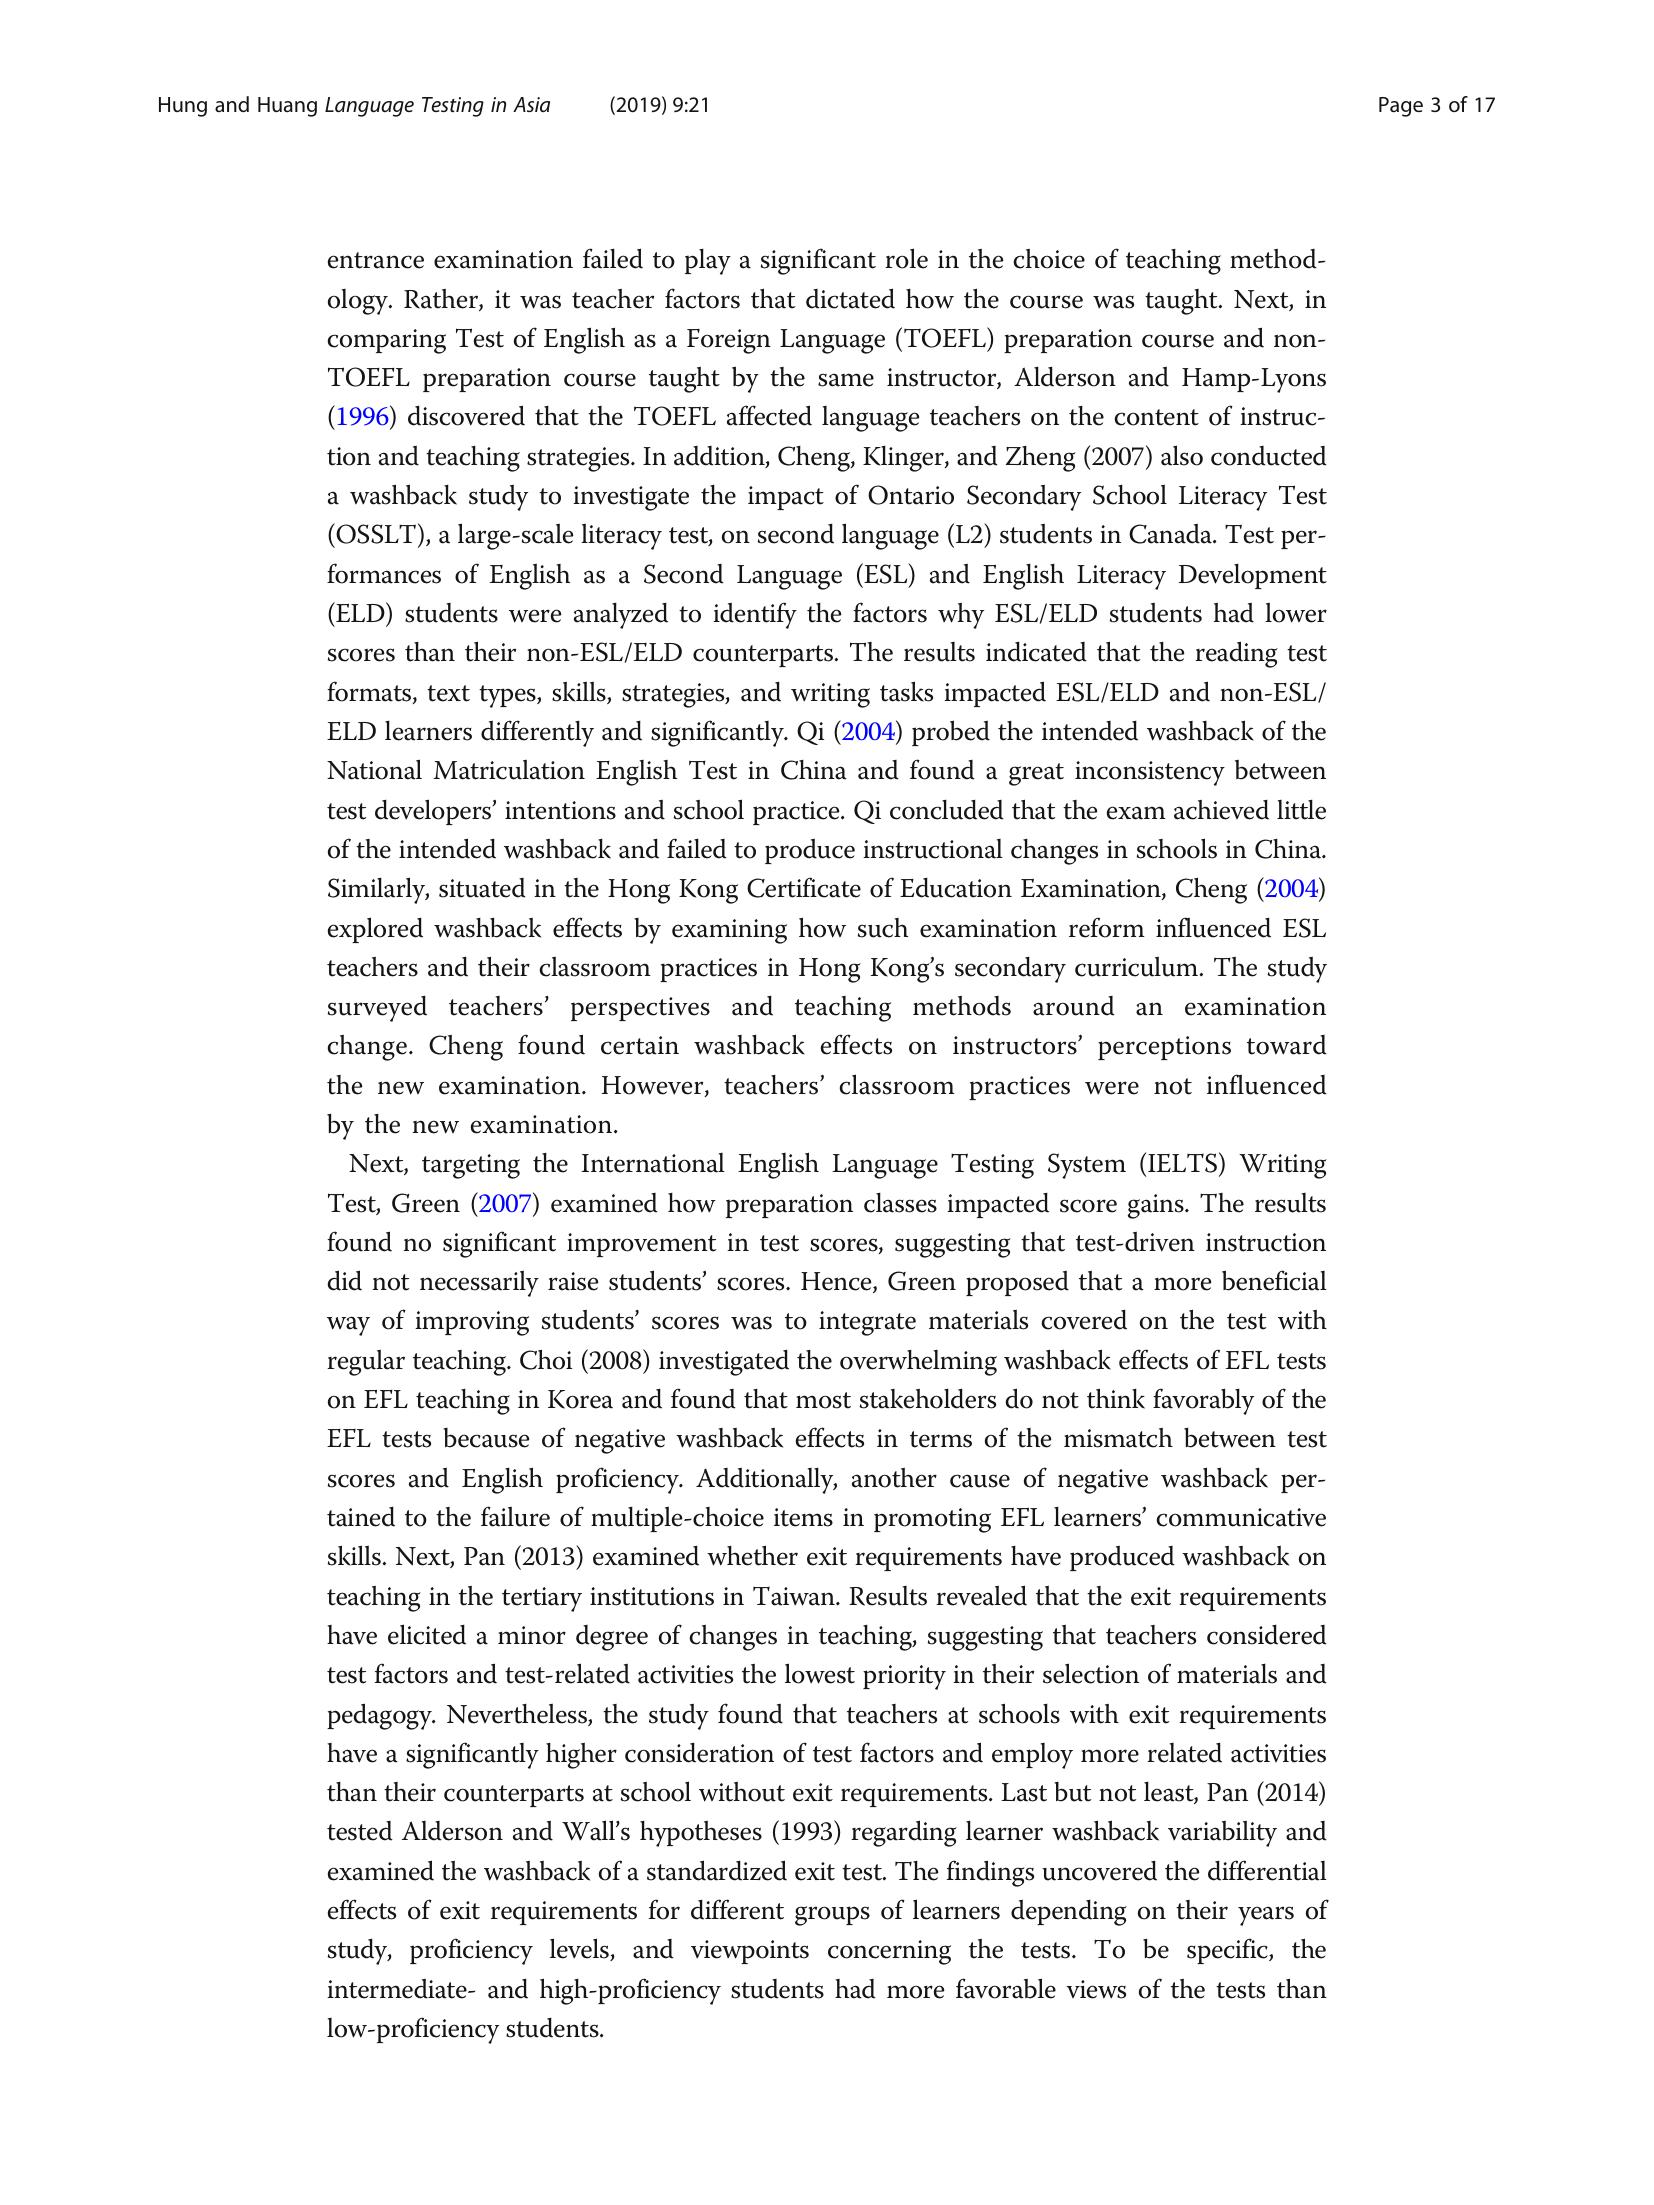 Hung and Huang Language Testing in Asia (2019) 9:21 Page 3 of 17
entrance examination failed to play a significant role in the choice of teaching method-
ology. Rather, it was teacher factors that dictated how the course was taught. Next, in
comparing Test of English as a Foreign Language (TOEFL) preparation course and non-
TOEFL preparation course taught by the same instructor, Alderson and Hamp-Lyons
(1996) discovered that the TOEFL affected language teachers on the content of instruc-
tion and teaching strategies. In addition, Cheng, Klinger, and Zheng (2007) also conducted
a washback study to investigate the impact of Ontario Secondary School Literacy Test
(OSSLT), a large-scale literacy test, on second language (L2) students in Canada. Test per-
formances of English as a Second Language (ESL) and English Literacy Development
(ELD) students were analyzed to identify the factors why ESL/ELD students had lower
scores than their non-ESL/ELD counterparts. The results indicated that the reading test
formats, text types, skills, strategies, and writing tasks impacted ESL/ELD and non-ESL/
ELD learners differently and significantly. Qi (2004) probed the intended washback of the
National Matriculation English Test in China and found a great inconsistency between
test developers’ intentions and school practice. Qi concluded that the exam achieved little
of the intended washback and failed to produce instructional changes in schools in China.
Similarly, situated in the Hong Kong Certificate of Education Examination, Cheng (2004)
explored washback effects by examining how such examination reform influenced ESL
teachers and their classroom practices in Hong Kong’s secondary curriculum. The study
surveyed teachers’ perspectives and teaching methods around an examination
change. Cheng found certain washback effects on instructors’ perceptions toward
the new examination. However, teachers’ classroom practices were not influenced
by the new examination.
Next, targeting the International English Language Testing System (IELTS) Writing
Test, Green (2007) examined how preparation classes impacted score gains. The results
found no significant improvement in test scores, suggesting that test-driven instruction
did not necessarily raise students’ scores. Hence, Green proposed that a more beneficial
way of improving students’ scores was to integrate materials covered on the test with
regular teaching. Choi (2008) investigated the overwhelming washback effects of EFL tests
on EFL teaching in Korea and found that most stakeholders do not think favorably of the
EFL tests because of negative washback effects in terms of the mismatch between test
scores and English proficiency. Additionally, another cause of negative washback per-
tained to the failure of multiple-choice items in promoting EFL learners’ communicative
skills. Next, Pan (2013) examined whether exit requirements have produced washback on
teaching in the tertiary institutions in Taiwan. Results revealed that the exit requirements
have elicited a minor degree of changes in teaching, suggesting that teachers considered
test factors and test-related activities the lowest priority in their selection of materials and
pedagogy. Nevertheless, the study found that teachers at schools with exit requirements
have a significantly higher consideration of test factors and employ more related activities
than their counterparts at school without exit requirements. Last but not least, Pan (2014)
tested Alderson and Wall’s hypotheses (1993) regarding learner washback variability and
examined the washback of a standardized exit test. The findings uncovered the differential
effects of exit requirements for different groups of learners depending on their years of
study, proficiency levels, and viewpoints concerning the tests. To be specific, the
intermediate- and high-proficiency students had more favorable views of the tests than
low-proficiency students.